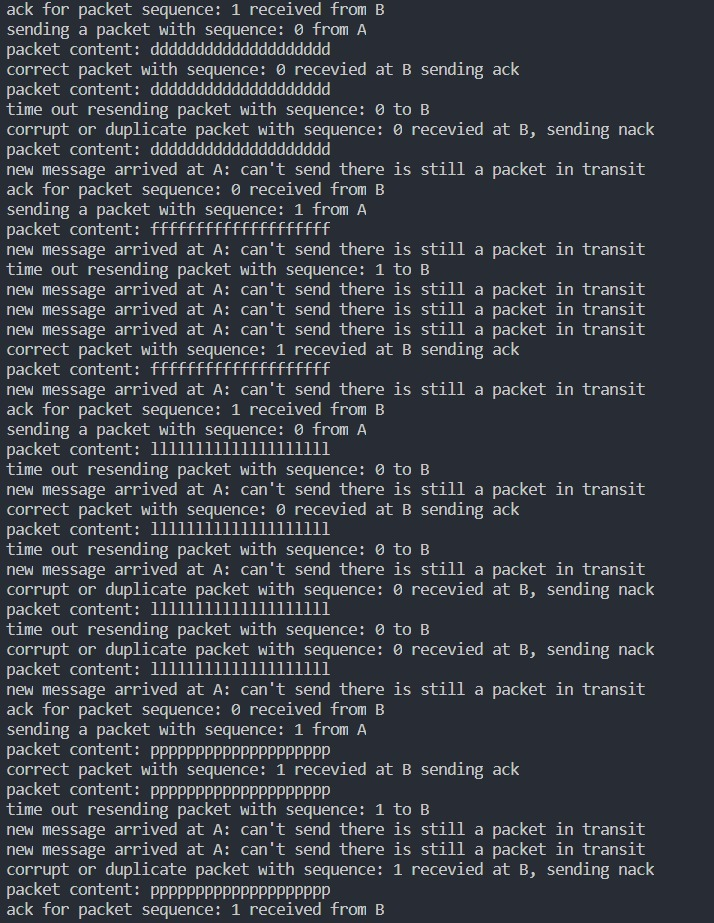 ack for packet sequence: 1 received from B
sending a packet with sequence: 0 from A
packet content: dddddddddddddddddddd
correct packet with sequence: 0 recevied at B sending ack
packet content: dddddddddddddddddddd
time out resending packet with sequence: 0 to B
corrupt or duplicate packet with sequence: 0 recevied at B, sending nack
packet content: dddddddddddddddddddd
new message arrived at A: can't send there is still a packet in transit
ack for packet sequence: 0 received from B
sending a packet with sequence: 1 from A
packet content: ffffffffffffffffffff
new message arrived at A: can't send there is still a packet in transit
time out resending packet with sequence: 1 to B
new message arrived at A: can't send there is still a packet in transit
new message arrived at A: can't send there is still a packet in transit
new message arrived at A: can't send there is still a packet in transit
correct packet with sequence: 1 recevied at B sending ack
packet content: ffffffffffffffffffff
new message arrived at A: can't send there is still a packet in transit
ack for packet sequence: 1 received from B
sending a packet with sequence: 0 from A
packet content: llllllllllllllllllll
time out resending packet with sequence: 0 to B
new message arrived at A: can't send there is still a packet in transit
correct packet with sequence: 0 recevied at B sending ack
packet content: llllllllllllllllllll
time out resending packet with sequence: 0 to B
new message arrived at A: can't send there is still a packet in transit
corrupt or duplicate packet with sequence: 0 recevied at B, sending nack
packet content: llllllllllllllllllll
time out resending packet with sequence: 0 to B
corrupt or duplicate packet with sequence: 0 recevied at B, sending nack
packet content: llllllllllllllllllll
new message arrived at A: can't send there is still a packet in transit
ack for packet sequence: 0 received from B
sending a packet with sequence: 1 from A
packet content: pppppppppppppppppppp
correct packet with sequence: 1 recevied at B sending ack
packet content: pppppppppppppppppppp
time out resending packet with sequence: 1 to B
new message arrived at A: can't send there is still a packet in transit
new message arrived at A: can't send there is still a packet in transit
corrupt or duplicate packet with sequence: 1 recevied at B, sending nack
packet content: pppppppppppppppppppp
ack for packet sequence: 1 received from B